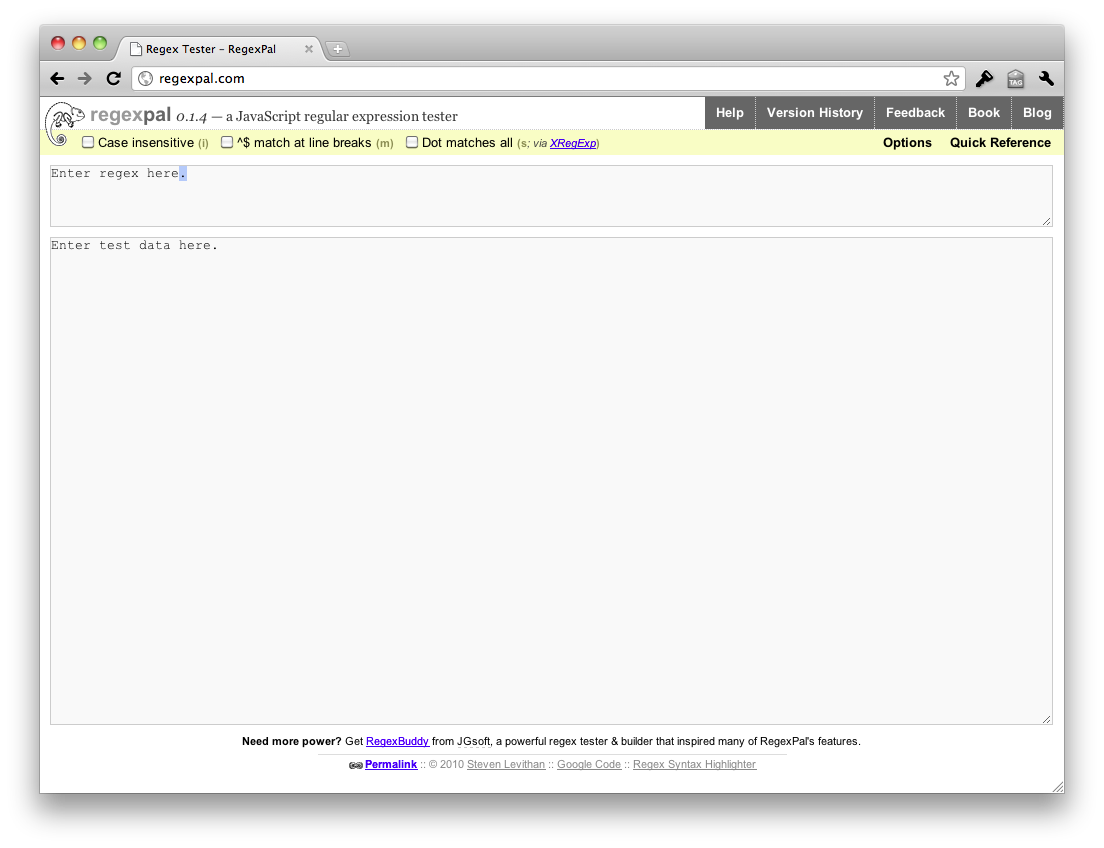 Regex Tester – RegexPal
regexpal.com
TAG
regexpal 0.1.4 — a JavaScript regular expression tester
Help Version History Feedback Book Blog
Case insensitive (i) ^$ match at line breaks (m) Dot matches all (s; via XRegExp) Options Quick Reference
Enter regex here.
Enter test data here.
Need more power? Get RegexBuddy from JGsoft, a powerful regex tester & builder that inspired many of RegexPal's features.
Permalink :: © 2010 Steven Levithan :: Google Code :: Regex Syntax Highlighter